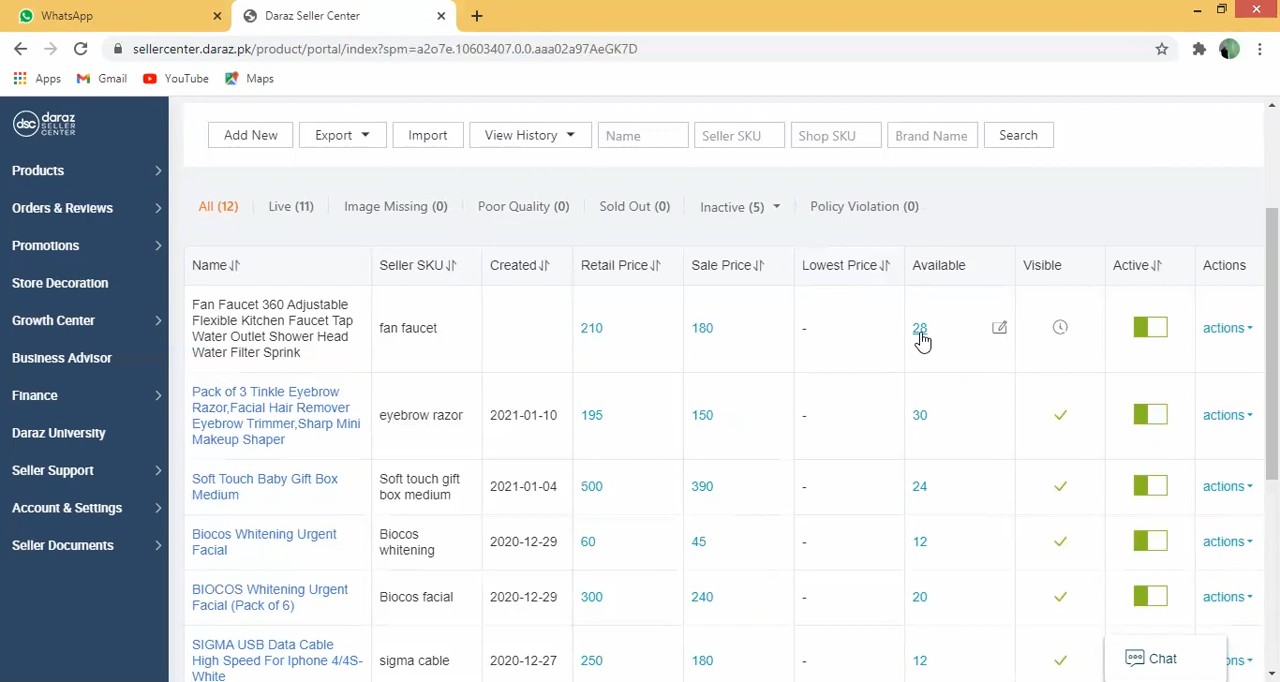 WhatsApp
Daraz Seller Center
sellercenter.daraz.pk/product/portal/index?spm=a2o7e.10603407.0.0.aaa02a97AeGK7D
Apps Gmail YouTube Maps
dsc daraz
SELLER
CENTER
Products
Orders & Reviews
Promotions
Store Decoration
Growth Center
Business Advisor
Finance
Daraz University
Seller Support
Account & Settings
Seller Documents
Add New Export Import View History Name Seller SKU Shop SKU Brand Name Search
All (12) Live (11) Image Missing (0) Poor Quality (0) Sold Out (0) Inactive (5) Policy Violation (0)
Name Seller SKU Created Retail Price Sale Price Lowest Price Available Visible Active Actions
Fan Faucet 360 Adjustable
Flexible Kitchen Faucet Tap
Water Outlet Shower Head
Water Filter Sprink
fan faucet 210 180 - 28 actions
Pack of 3 Tinkle Eyebrow
Razor,Facial Hair Remover
Eyebrow Trimmer,Sharp Mini
Makeup Shaper
eyebrow razor 2021-01-10 195 150 - 30 actions
Soft Touch Baby Gift Box
Medium
Soft touch gift
box medium
2021-01-04 500 390 - 24 actions
Biocos Whitening Urgent
Facial
Biocos
whitening
2020-12-29 60 45 - 12 actions
BIOCOS Whitening Urgent
Facial (Pack of 6)
Biocos facial 2020-12-29 300 240 - 20 actions
SIGMA USB Data Cable
High Speed For Iphone 4/4S-
White
sigma cable 2020-12-27 250 180 - 12
Chat